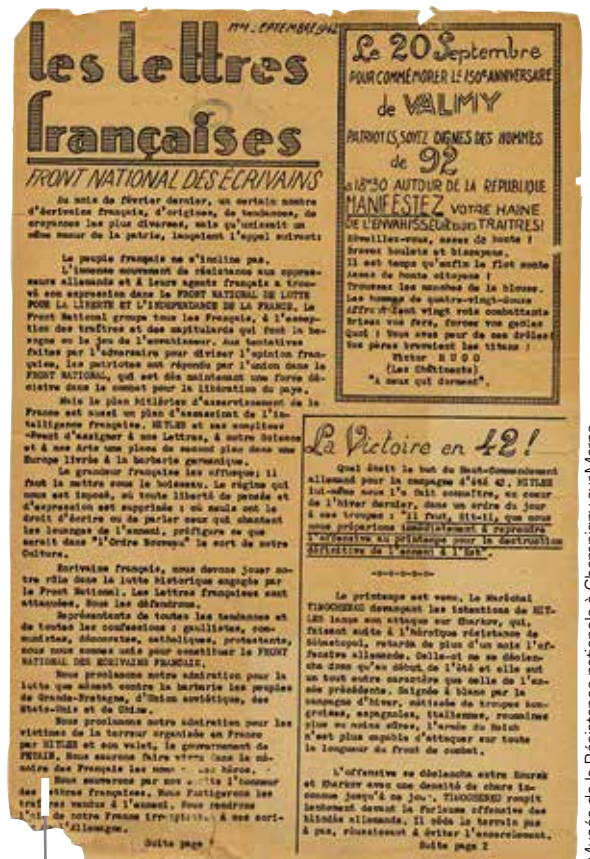 N°1 - SEPTEMBRE 1942
les lettres
françaises
FRONT NATIONAL DES ECRIVAINS
Au mois de février dernier, un certain nombre
d'écrivains français, d'origines, de tendances, de
croyances les plus diverses, mais qu'unissait un
même amour de la patrie, lançaient l'appel suivant:
Le peuple français ne s'incline pas.
L'immense mouvement de résistance aux oppres-
seurs allemands et à leurs agents français a trou-
vé son expression dans le FRONT NATIONAL DE LUTTE
POUR LA LIBERTE ET L'INDEPENDANCE DE LA FRANCE. Le
Front National groupe tous les Français, à l'excep-
tion des traîtres et des capitulards qui font la be-
sogne ou le jeu de l'envahisseur. Aux tentatives
faites par l'adversaire pour diviser l'opinion fran-
çaise, les patriotes ont répondu par l'union dans le
FRONT NATIONAL, qui est dès maintenant une force dé-
cisive dans le combat pour la libération du pays.
Mais le plan hitlérien d'asservissement de la
France est aussi un plan d'assassinat de l'in-
telligence française. HITLER et ses complices
d'assigner à nos Lettres, à notre Science
et à nos Arts une place de second plan dans une
Europe livrée à la barbarie germanique.
La grandeur française les offusque; il
faut la mettre sous le boisseau. Le régime qui
nous est imposé, où toute liberté de pensée et
d'expression est supprimée : où seuls ont le
droit d'écrire ou de parler ceux qui chantent
les louanges de l'ennemi, préfigure ce que
serait dans "l'Ordre Nouveau" le sort de notre
Culture.
Ecrivains français, nous devons jouer no-
tre rôle dans la lutte historique engagée par
le Front National. Les Lettres françaises sont
attaquées. Nous les défendrons.
Représentants de toutes les tendances et
de toutes les confessions : gaullistes, com-
munistes, démocrates, catholiques, protestants,
nous nous sommes unis pour constituer le FRONT
NATIONAL DES ECRIVAINS FRANCAIS.
Nous proclamons notre admiration pour la
lutte que mènent contre la barbarie les peuples
de Grande-Bretagne, d'Union soviétique, des
Etats-Unis et de Chine.
Nous proclamons notre admiration pour les
victimes de la terreur organisée en France
par HITLER et son valet, le gouvernement de
PETAIN. Nous saurons faire vivre dans la mé-
moire des Français les noms héros.
Nous sauverons par nos l'honneur
des lettres françaises. Nous fustigerons les
traîtres vendus à l'ennemi. Nous rendrons
l'air de notre France à nos écri-
l'Allemagne.
Suite page
Le 20 Septembre
POUR COMMÉMORER LE 150e ANNIVERSAIRE
de VALMY
PATRIOTES, SOYEZ DIGNES DES HOMMES
de 92
à 18H30 AUTOUR DE LA REPUBLIQUE
MANIFESTEZ VOTRE HAINE
DE L'ENVAHISSEUR et des TRAITRES!
Réveillez-vous, assez de honte !
Bravez boulets et biscayens.
Il est temps qu'enfin le flot monte
Assez de honte citoyens !
Troussez les manches de la blouse.
Les hommes de quatre-vingt-douze
Affrontaient vingt rois combattants
Brisez vos fers, forcez vos geôles
Quoi ! Vous avez peur de ces drôles!
Vos pères bravaient les titans !
Victor HUGO
(Les Châtiments)
"A ceux qui dorment".
La Victoire en 42!
Quel était le but du Haut-Commandement
allemand pour la campagne d'été 42. HITLER
lui-même nous l'a fait connaître, au coeur
de l'hiver dernier, dans un ordre du jour
à ses troupes : "il faut, dit-il, que nous
nous préparions immédiatement à reprendre
l'offensive au printemps pour la destruction
définitive de l'ennemi à l'Est".
Le printemps est venu. Le Maréchal
TIMOCHENKO devançant les intentions de HIT-
LER lança son attaque sur Kharkov, qui,
faisant suite à l'héroïque résistance de
Sébastopol, retarda de plus d'un mois l'of-
fensive allemande. Celle-ci ne se déclen-
cha donc qu'au début de l'été et elle eut
un tout autre caractère que celle de l'an-
née précédente. Saignée à blanc par la
campagne d'hiver, mâtissée de troupes hon-
groises, espagnoles, italiennes, roumaines
plus ou moins sûres, l'armée du Reich
n'est plus capable d'attaquer sur toute
la longueur du front de combat.
L'offensive se déclencha entre Koursk
et Kharkov avec une densité de chars in-
connue jusqu'à ce jour. TIMOCHENKO rompit
lentement devant la furieuse offensive des
blindés allemands. Il céda le terrain pas
à pas, réussissant à éviter l'encerclement.
Suite page 2
Musée de la Résistance nationale à Champigny-sur-Marne